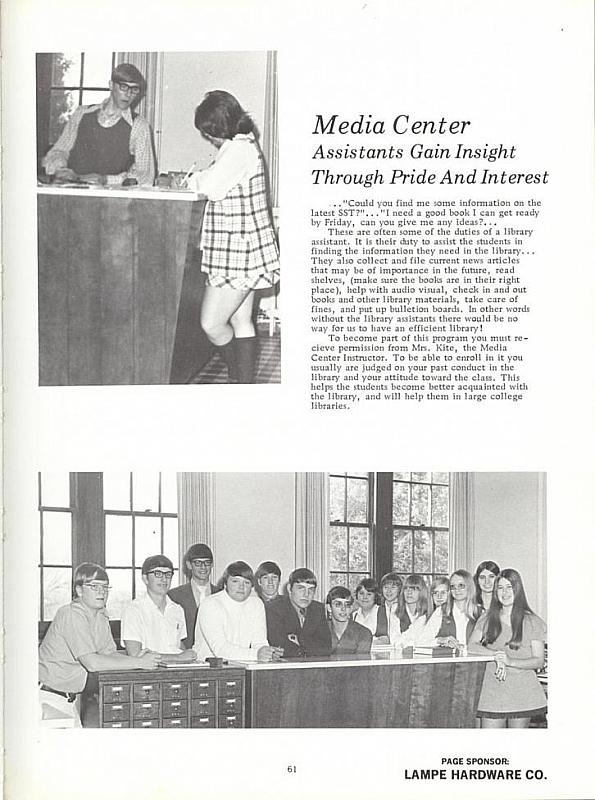 Media Center
Assistants Gain Insight
Through Pride And Interest
..."Could you find me some information on the
latest SST?"..."I need a good book I can get ready
by Friday, can you give me any ideas?...
These are often some of the duties of a library
assistant. It is their duty to assist the students in
finding the information they need in the library...
They also collect and file current news articles
that may be of importance in the future, read
shelves, (make sure the books are in their right
place), help with audio visual, check in and out
books and other library materials, take care of
fines, and put up bulletion boards. In other words
without the library assistants there would be no
way for us to have an efficient library!
To become part of this program you must re-
cieve permission from Mrs. Kite, the Media
Center Instructor. To be able to enroll in it you
usually are judged on your past conduct in the
library and your attitude toward the class. This
helps the students become better acquainted with
the library, and will help them in large college
libraries.
61
PAGE SPONSOR:
LAMPE HARDWARE CO.